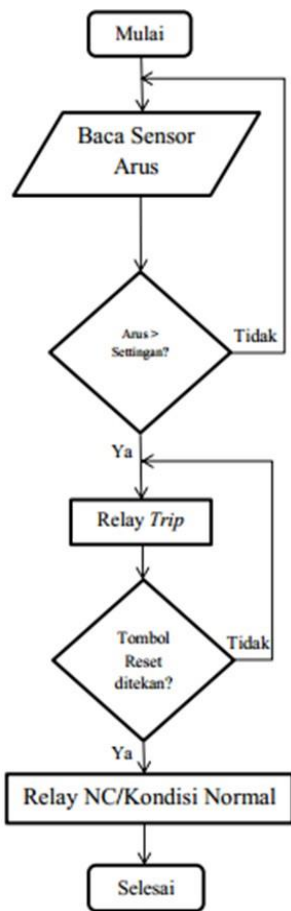 Mulai
Baca Sensor
Arus
Arus >
Settingan?
Tidak
Ya
Relay Trip
Tombol
Reset
ditekan?
Tidak
Ya
Relay NC/Kondisi Normal
Selesai